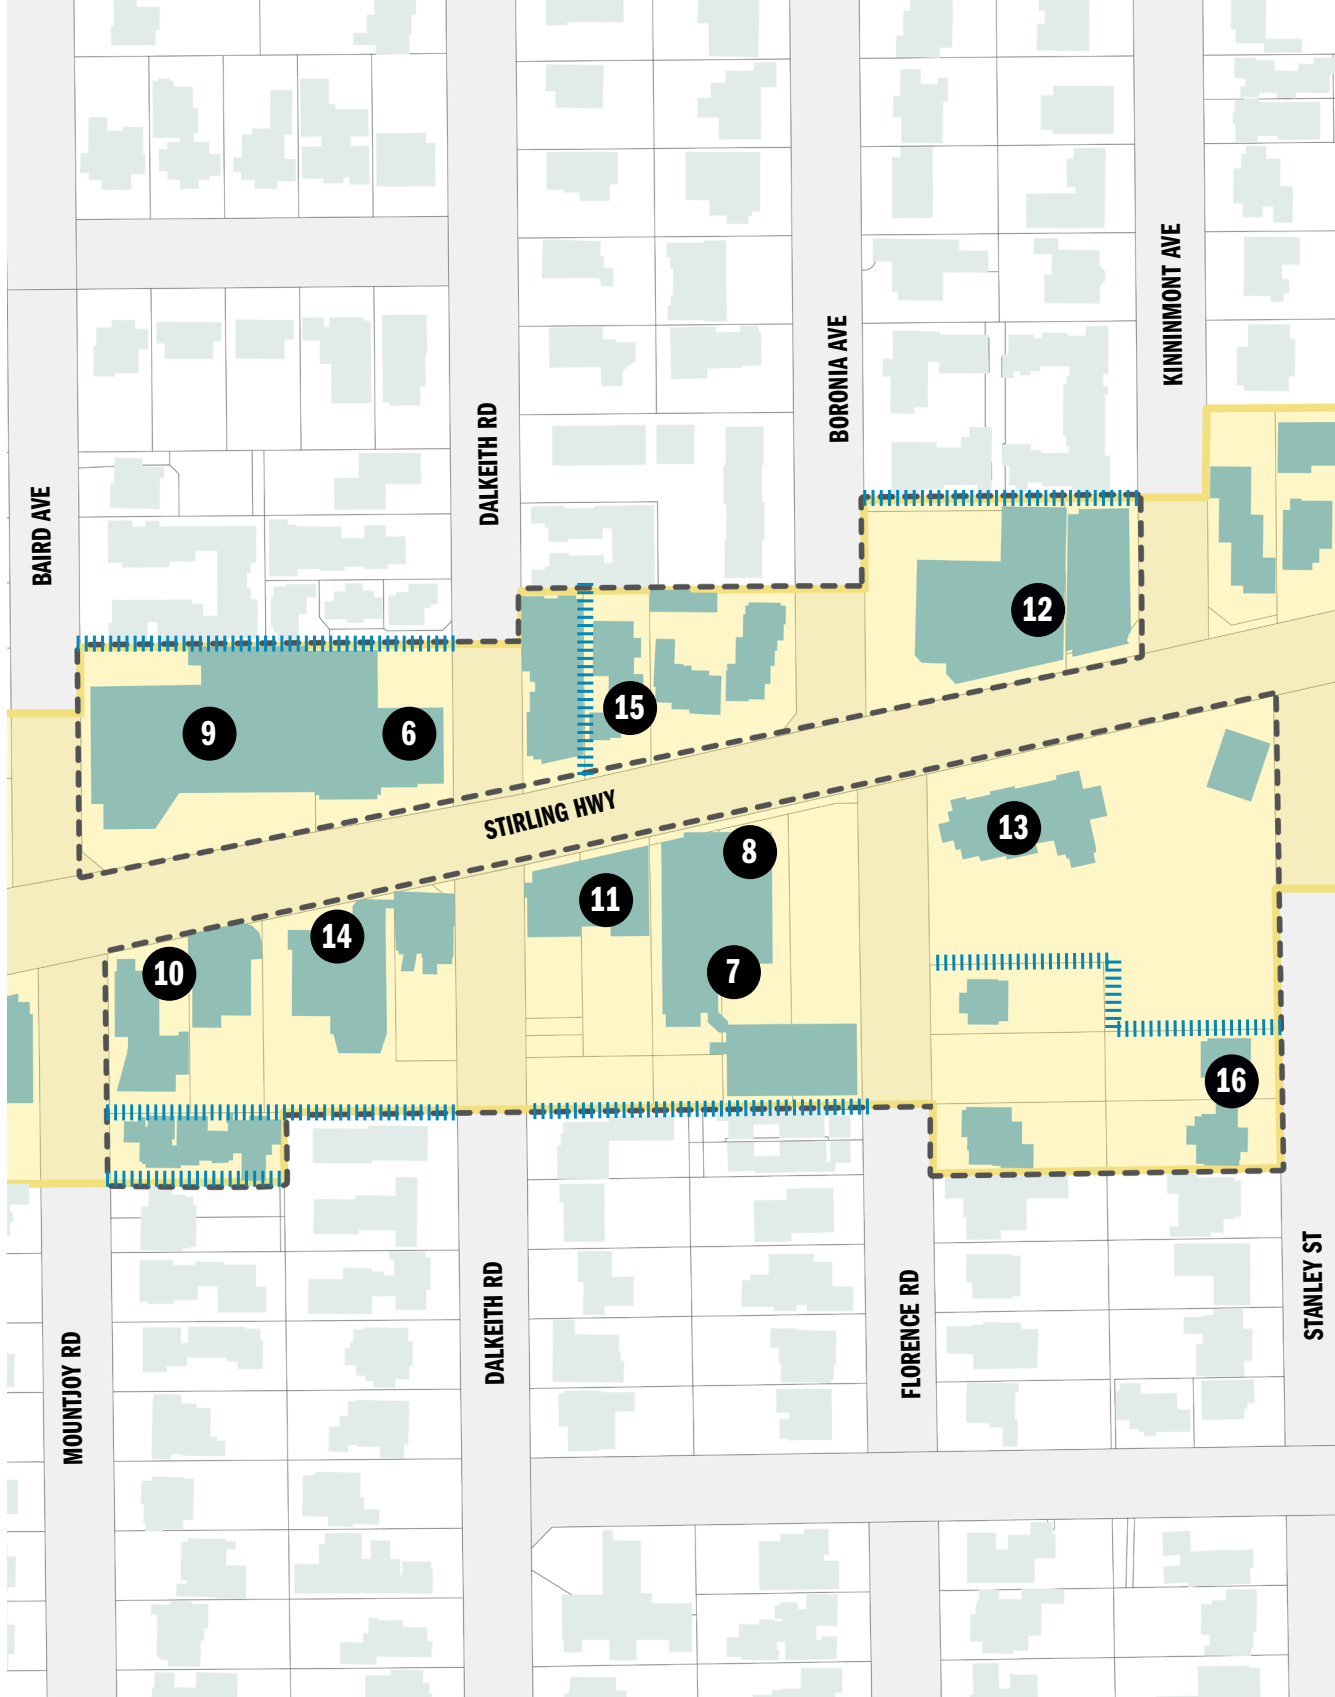 KINNINMONT AVE
BORONIA AVE
DALKEITH RD
BAIRD AVE
12
15
9
6
STIRLING HWY
13
8
11
14
10
7
16
STANLEY ST
DALKEITH RD
FLORENCE RD
MOUNTJOY RD